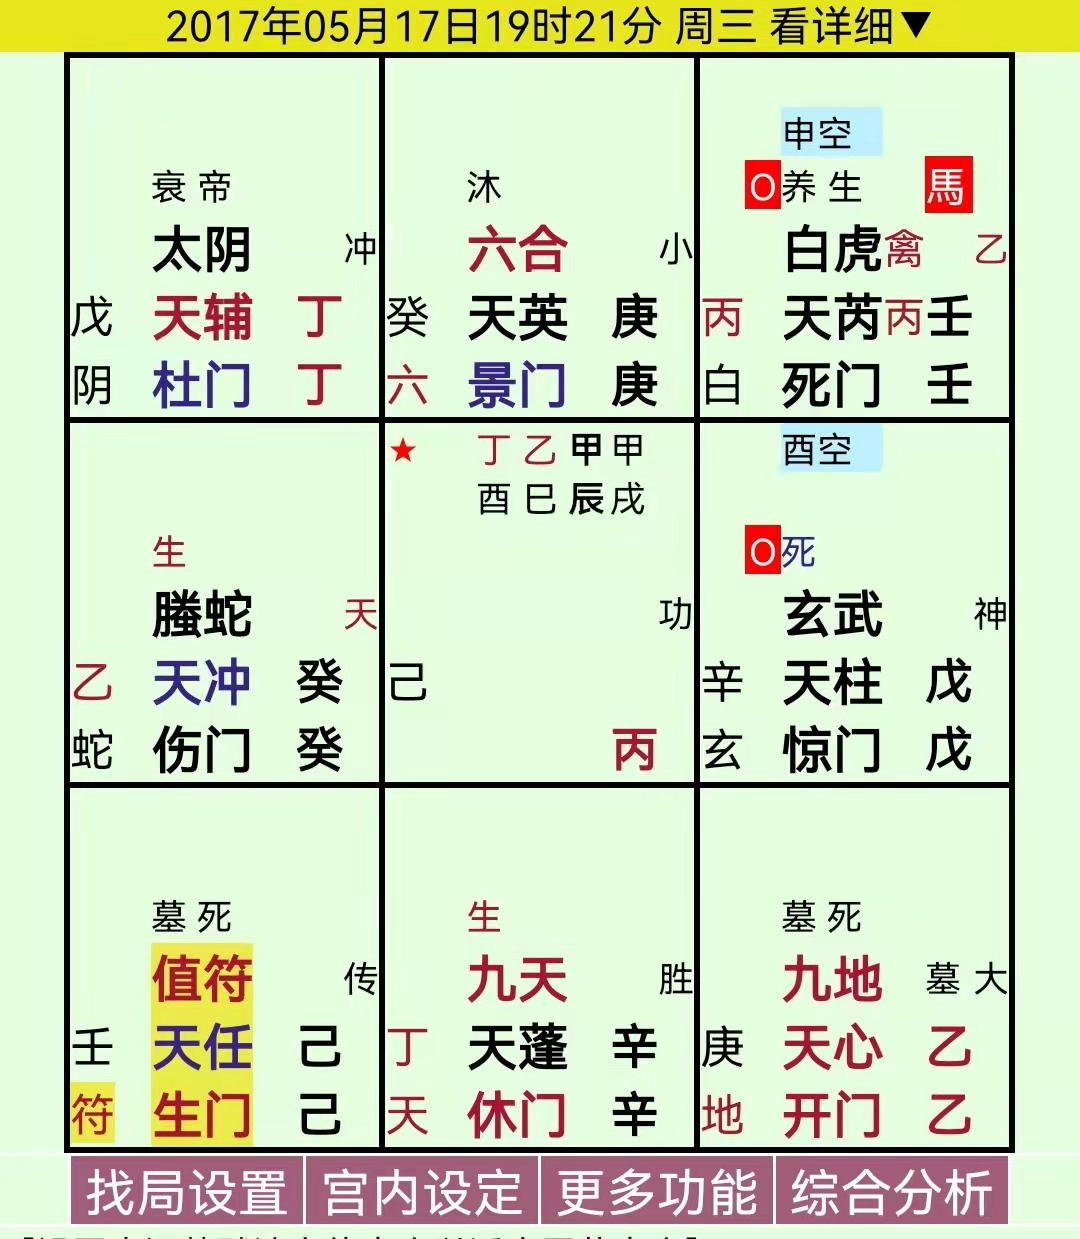 2017年05月17日19时21分 周三 看详细▼
衰 帝
太阴 冲
戊 天辅 丁
阴 杜门 丁
沐
六合 小
癸 天英 庚
六 景门 庚
申空
O 养 生 馬
白虎 禽 乙
丙 天芮 丙 壬
白 死门 壬
生
螣蛇 天
乙 天冲 癸
蛇 伤门 癸
★ 丁 乙 甲 甲
酉 巳 辰 戌
功
己
丙
酉空
O 死
玄武 神
辛 天柱 戊
玄 惊门 戊
墓 死
值符 传
壬 天任 己
符 生门 己
生
九天 胜
丁 天蓬 辛
天 休门 辛
墓 死
九地 墓 大
庚 天心 乙
地 开门 乙
找局设置 宫内设定 更多功能 综合分析